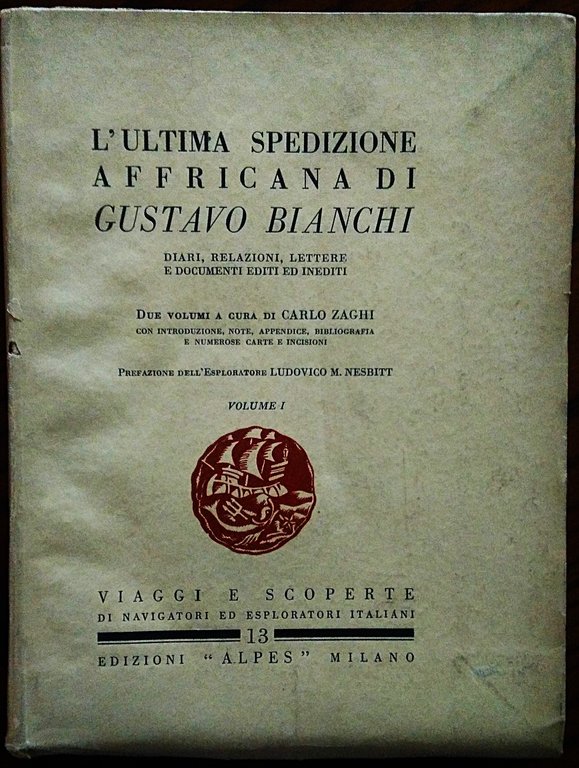 L'ULTIMA SPEDIZIONE
AFFRICANA DI
GUSTAVO BIANCHI
DIARI, RELAZIONI, LETTERE
E DOCUMENTI EDITI ED INEDITI
DUE VOLUMI A CURA DI CARLO ZAGHI
CON INTRODUZIONE, NOTE, APPENDICE, BIBLIOGRAFIA
E NUMEROSE CARTE E INCISIONI
PREFAZIONE DELL'ESPLORATORE LUDOVICO M. NESBITT
VOLUME I
VIAGGI E SCOPERTE
DI NAVIGATORI ED ESPLORATORI ITALIANI
13
EDIZIONI "ALPES" MILANO